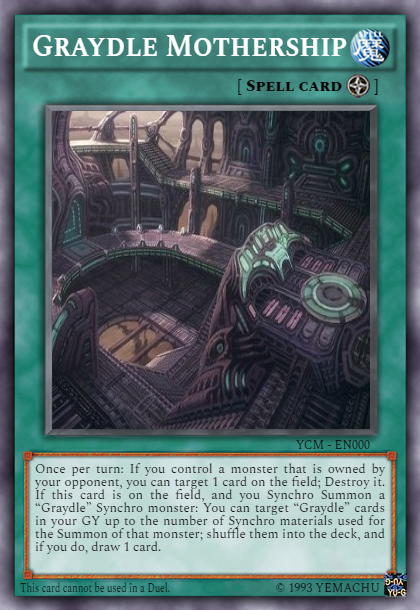 GRAYDLE MOTHERSHIP 魔
[ SPELL CARD ]
YCM - EN000
Once per turn: If you control a monster that is owned by
your opponent, you can target 1 card on the field; Destroy it.
If this card is on the field, and you Synchro Summon a
“Graydle” Synchro monster: You can target “Graydle” cards
in your GY up to the number of Synchro materials used for
the Summon of that monster; shuffle them into the deck, and
if you do, draw 1 card.
This card cannot be used in a Duel. © 1993 YEMACHU